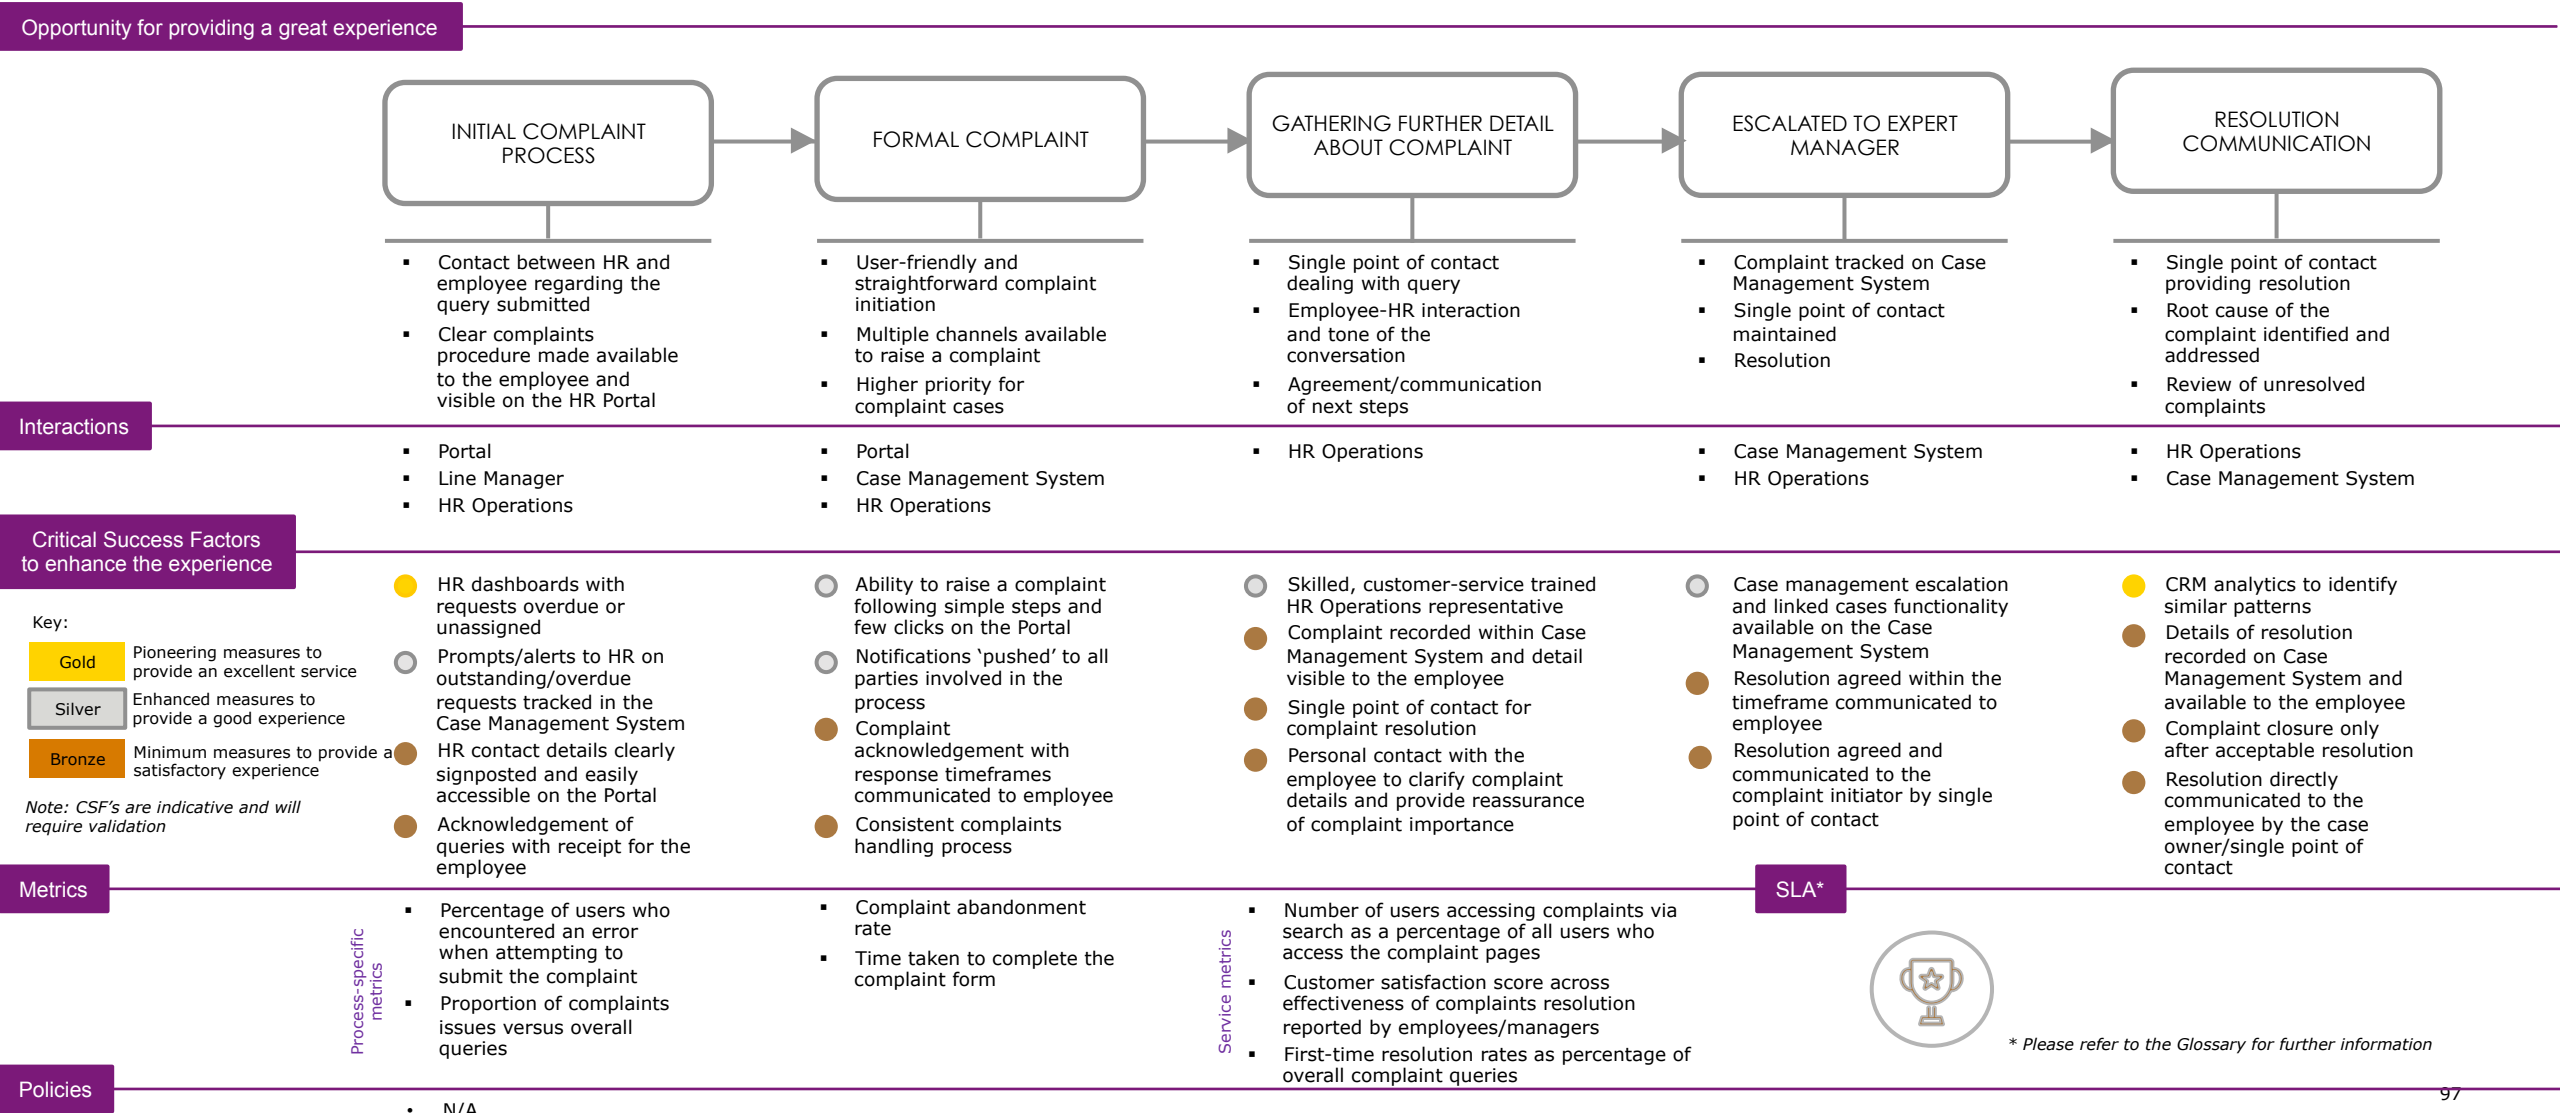 Opportunity for providing a great experience
INITIAL COMPLAINT
PROCESS
FORMAL COMPLAINT
GATHERING FURTHER DETAIL
ABOUT COMPLAINT
ESCALATED TO EXPERT
MANAGER
RESOLUTION
COMMUNICATION
▪ Contact between HR and
employee regarding the
query submitted
▪ Clear complaints
procedure made available
to the employee and
visible on the HR Portal
▪ User-friendly and
straightforward complaint
initiation
▪ Multiple channels available
to raise a complaint
▪ Higher priority for
complaint cases
▪ Single point of contact
dealing with query
▪ Employee-HR interaction
and tone of the
conversation
▪ Agreement/communication
of next steps
▪ Complaint tracked on Case
Management System
▪ Single point of contact
maintained
▪ Resolution
▪ Single point of contact
providing resolution
▪ Root cause of the
complaint identified and
addressed
▪ Review of unresolved
complaints
Interactions
▪ Portal
▪ Line Manager
▪ HR Operations
▪ Portal
▪ Case Management System
▪ HR Operations
▪ HR Operations
▪ Case Management System
▪ HR Operations
▪ HR Operations
▪ Case Management System
Critical Success Factors
to enhance the experience
Key:
Gold
Pioneering measures to
provide an excellent service
Silver
Enhanced measures to
provide a good experience
Bronze
Minimum measures to provide a
satisfactory experience
Note: CSF’s are indicative and will
require validation
HR dashboards with
requests overdue or
unassigned
Prompts/alerts to HR on
outstanding/overdue
requests tracked in the
Case Management System
HR contact details clearly
signposted and easily
accessible on the Portal
Acknowledgement of
queries with receipt for the
employee
Ability to raise a complaint
following simple steps and
few clicks on the Portal
Notifications ‘pushed’ to all
parties involved in the
process
Complaint
acknowledgement with
response timeframes
communicated to employee
Consistent complaints
handling process
Skilled, customer-service trained
HR Operations representative
Complaint recorded within Case
Management System and detail
visible to the employee
Single point of contact for
complaint resolution
Personal contact with the
employee to clarify complaint
details and provide reassurance
of complaint importance
Case management escalation
and linked cases functionality
available on the Case
Management System
Resolution agreed within the
timeframe communicated to
employee
Resolution agreed and
communicated to the
complaint initiator by single
point of contact
CRM analytics to identify
similar patterns
Details of resolution
recorded on Case
Management System and
available to the employee
Complaint closure only
after acceptable resolution
Resolution directly
communicated to the
employee by the case
owner/single point of
contact
Metrics
SLA*
Process-specific
metrics
▪ Percentage of users who
encountered an error
when attempting to
submit the complaint
▪ Proportion of complaints
issues versus overall
queries
▪ Complaint abandonment
rate
▪ Time taken to complete the
complaint form
Service metrics
▪ Number of users accessing complaints via
search as a percentage of all users who
access the complaint pages
▪ Customer satisfaction score across
effectiveness of complaints resolution
reported by employees/managers
▪ First-time resolution rates as percentage of
overall complaint queries
* Please refer to the Glossary for further information
Policies
97
• N/A